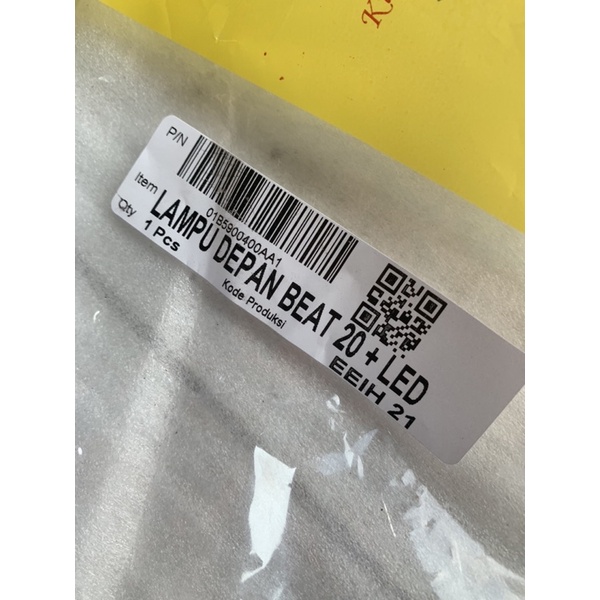 P/N
01B5900400AA1
Item LAMPU DEPAN BEAT 20 + LED
Qty 1 Pcs
Kode Produksi EEIH 21